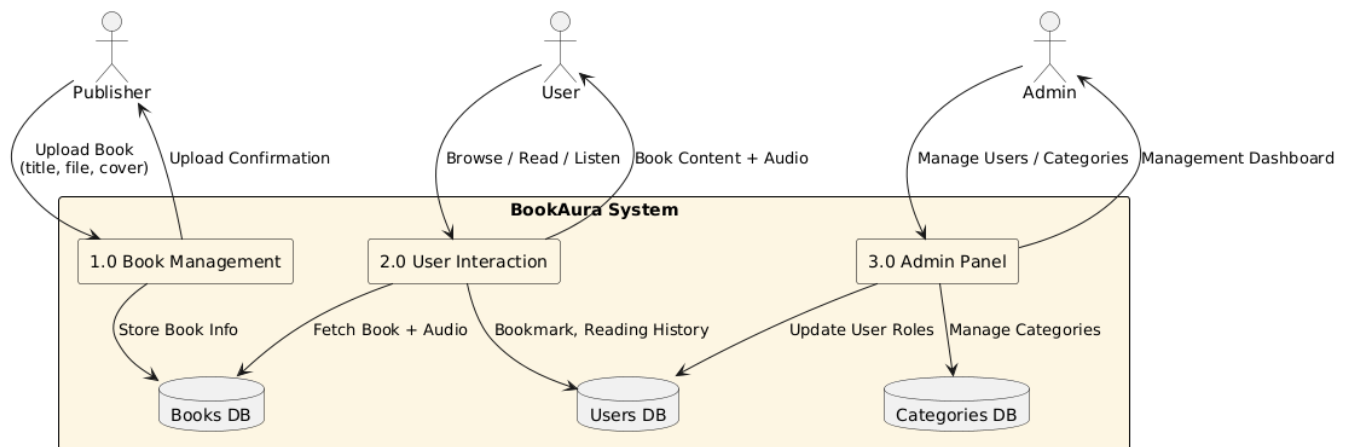 Publisher
User
Admin
Upload Book
(title, file, cover)
Upload Confirmation
Browse / Read / Listen
Book Content + Audio
Manage Users / Categories
Management Dashboard
BookAura System
1.0 Book Management
2.0 User Interaction
3.0 Admin Panel
Store Book Info
Fetch Book + Audio
Bookmark, Reading History
Update User Roles
Manage Categories
Books DB
Users DB
Categories DB